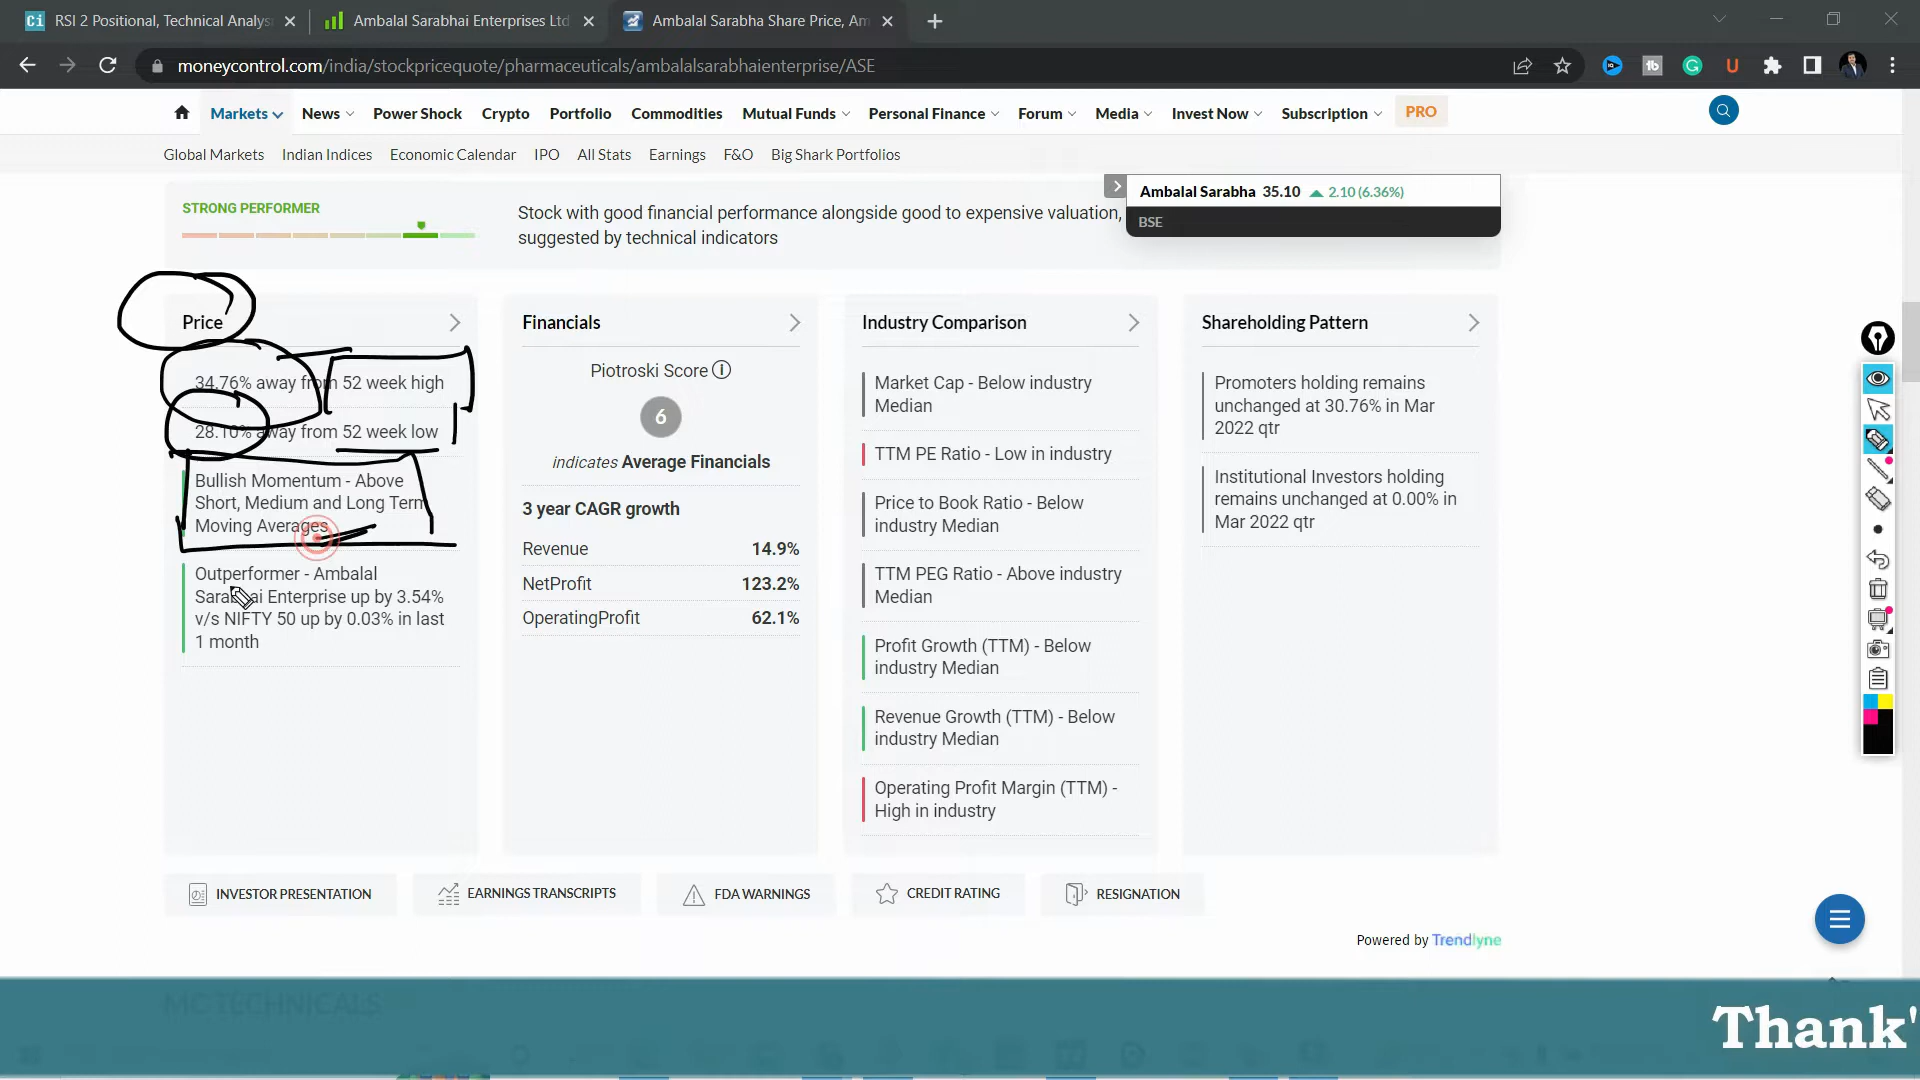 RSI 2 Positional, Technical Analys
Ambalal Sarabhai Enterprises Ltd
Ambalal Sarabha Share Price, Am
moneycontrol.com/india/stockpricequote/pharmaceuticals/ambalalsarabhaienterprise/ASE
Markets News Power Shock Crypto Portfolio Commodities Mutual Funds Personal Finance Forum Media Invest Now Subscription PRO
Global Markets Indian Indices Economic Calendar IPO All Stats Earnings F&O Big Shark Portfolios
STRONG PERFORMER
Stock with good financial performance alongside good to expensive valuation,
suggested by technical indicators
Ambalal Sarabha 35.10 2.10 (6.36%)
BSE
Price
34.76% away from 52 week high
28.10% away from 52 week low
Bullish Momentum - Above
Short, Medium and Long Term
Moving Averages
Outperformer - Ambalal
Sarabhai Enterprise up by 3.54%
v/s NIFTY 50 up by 0.03% in last
1 month
Financials
Piotroski Score
6
indicates Average Financials
3 year CAGR growth
Revenue 14.9%
NetProfit 123.2%
OperatingProfit 62.1%
Industry Comparison
Market Cap - Below industry
Median
TTM PE Ratio - Low in industry
Price to Book Ratio - Below
industry Median
TTM PEG Ratio - Above industry
Median
Profit Growth (TTM) - Below
industry Median
Revenue Growth (TTM) - Below
industry Median
Operating Profit Margin (TTM) -
High in industry
Shareholding Pattern
Promoters holding remains
unchanged at 30.76% in Mar
2022 qtr
Institutional Investors holding
remains unchanged at 0.00% in
Mar 2022 qtr
INVESTOR PRESENTATION EARNINGS TRANSCRIPTS FDA WARNINGS CREDIT RATING RESIGNATION
Powered by Trendlyne
MC TECHNICALS
Thank'